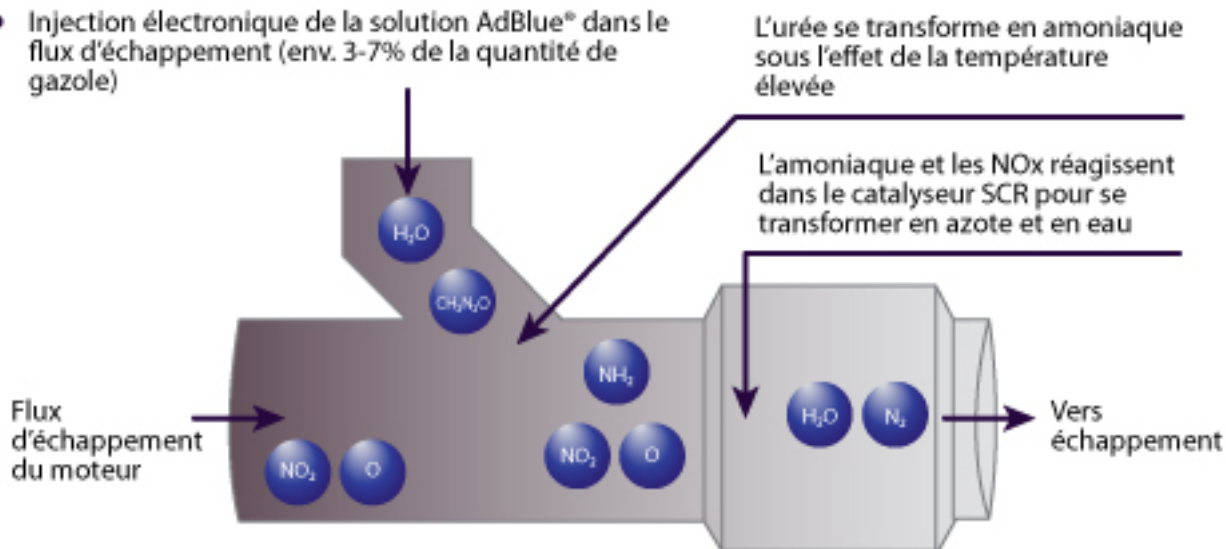 Injection électronique de la solution AdBlue® dans le
flux d'échappement (env. 3-7% de la quantité de
gazole)
L'urée se transforme en amoniaque
sous l'effet de la température
élevée
L'amoniaque et les NOx réagissent
dans le catalyseur SCR pour se
transformer en azote et en eau
H₂O
NH₃
Flux
d'échappement
du moteur
NO₂
O
NO₂
O
H₂O
N₂
Vers
échappement